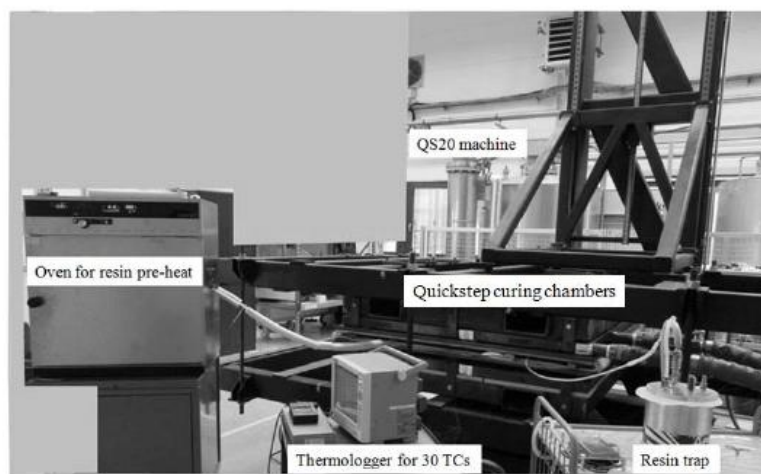 QS20 machine
Oven for resin pre-heat
Quickstep curing chambers
Thermologger for 30 TCs
Resin trap